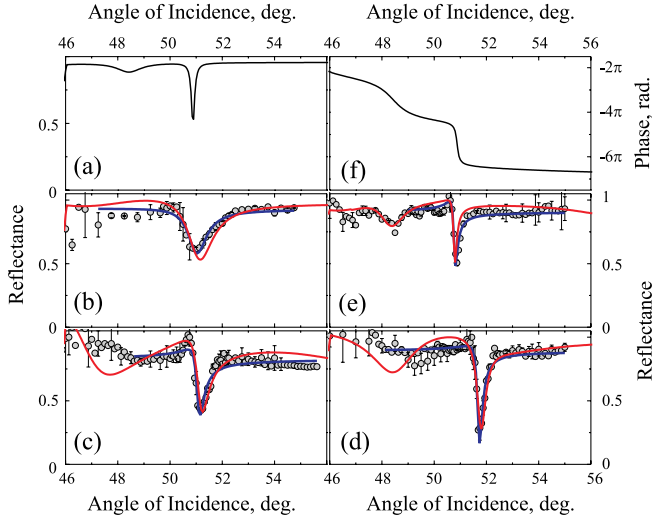 Angle of Incidence, deg. Angle of Incidence, deg.
46 48 50 52 54 46 48 50 52 54 56
0.5
(a)
(f)
-2π
-4π
-6π
Phase, rad.
0
0.5
(b)
(e)
1
0.5
0
0
0.5
(c)
(d)
0.5
0
Reflectance
Reflectance
46 48 50 52 54 46 48 50 52 54 56
Angle of Incidence, deg. Angle of Incidence, deg.